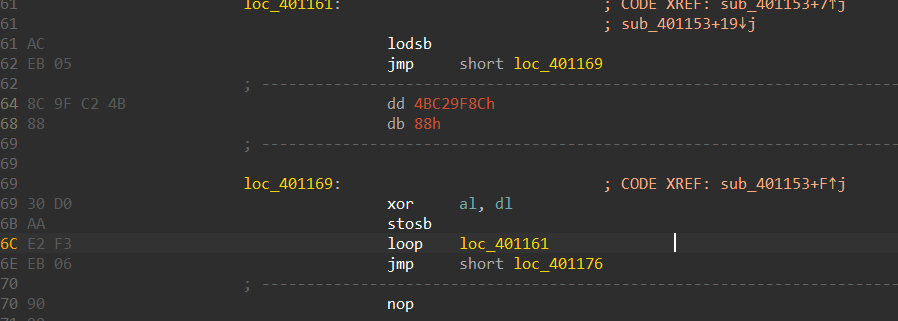 61 loc_401161: ; CODE XREF: sub_401153+7↑j
61 ; sub_401153+19↓j
61 AC lodsb
62 EB 05 jmp short loc_401169
62 ; ---------------------------------------------------------------------------
64 8C 9F C2 4B dd 4BC29F8Ch
68 88 db 88h
69 ; ---------------------------------------------------------------------------
69
69 loc_401169: ; CODE XREF: sub_401153+F↑j
69 30 D0 xor al, dl
6B AA stosb
6C E2 F3 loop loc_401161
6E EB 06 jmp short loc_401176
70 ; ---------------------------------------------------------------------------
70 90 nop